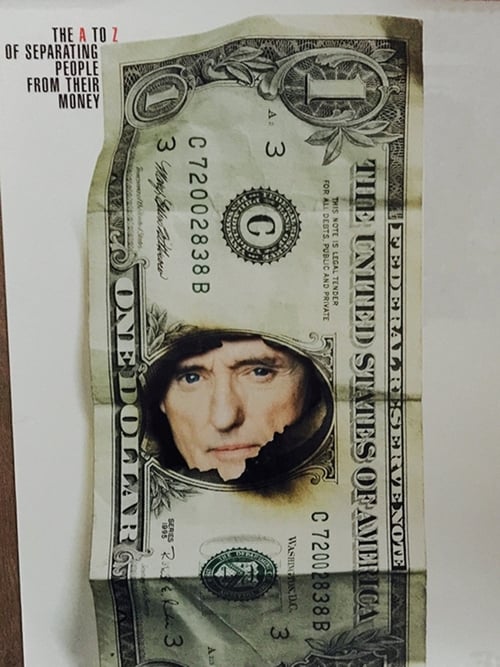 THE A TO Z
OF SEPARATING
PEOPLE
FROM THEIR
MONEY
FEDERAL RESERVE NOTE
THE UNITED STATES OF AMERICA
THIS NOTE IS LEGAL TENDER
FOR ALL DEBTS, PUBLIC AND PRIVATE
A
3
C 72002838 B
3
C
1
1
C 72002838 B
WASHINGTON, D.C.
3
SERIES
1995
3
ONE DOLLAR